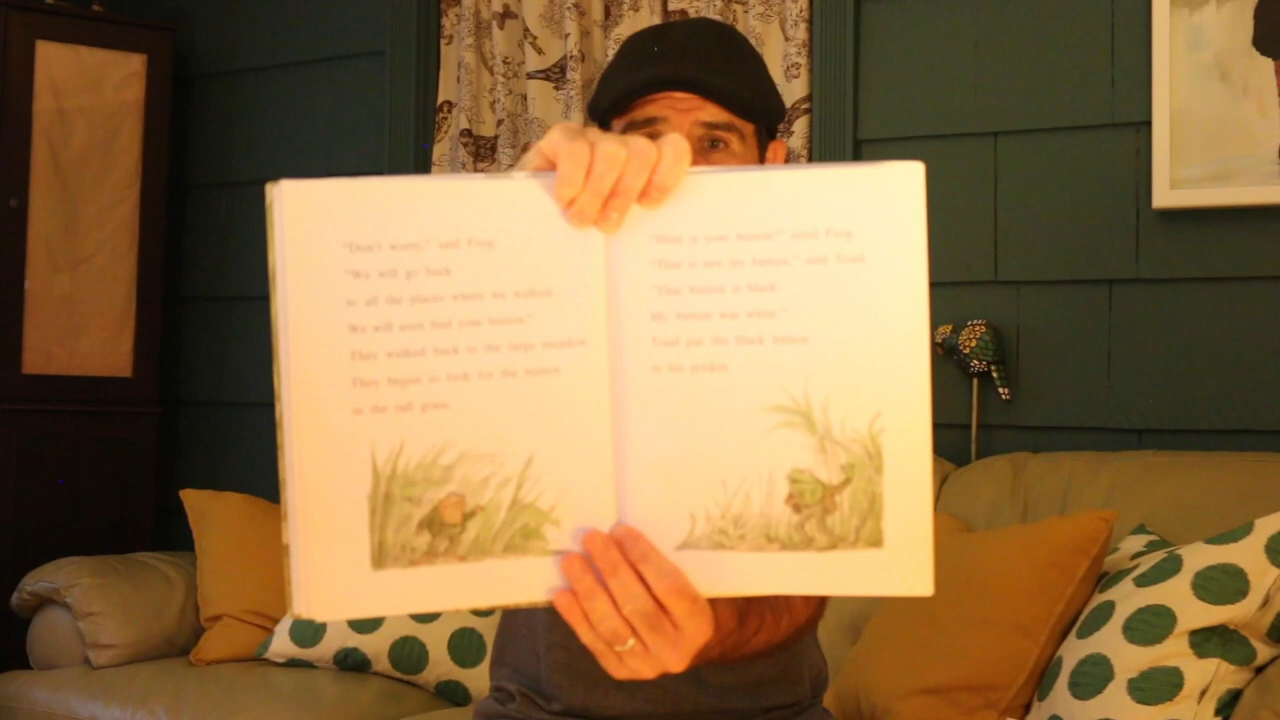 "Don't worry," said Frog.
"We will go back
to all the places where we walked.
We will soon find your button."
They walked back to the large meadow.
They began to look for the button
in the tall grass.
"Here is your button!" cried Frog.
"That is not my button," said Toad.
"That button is black.
My button was white."
Toad put the black button
in his pocket.